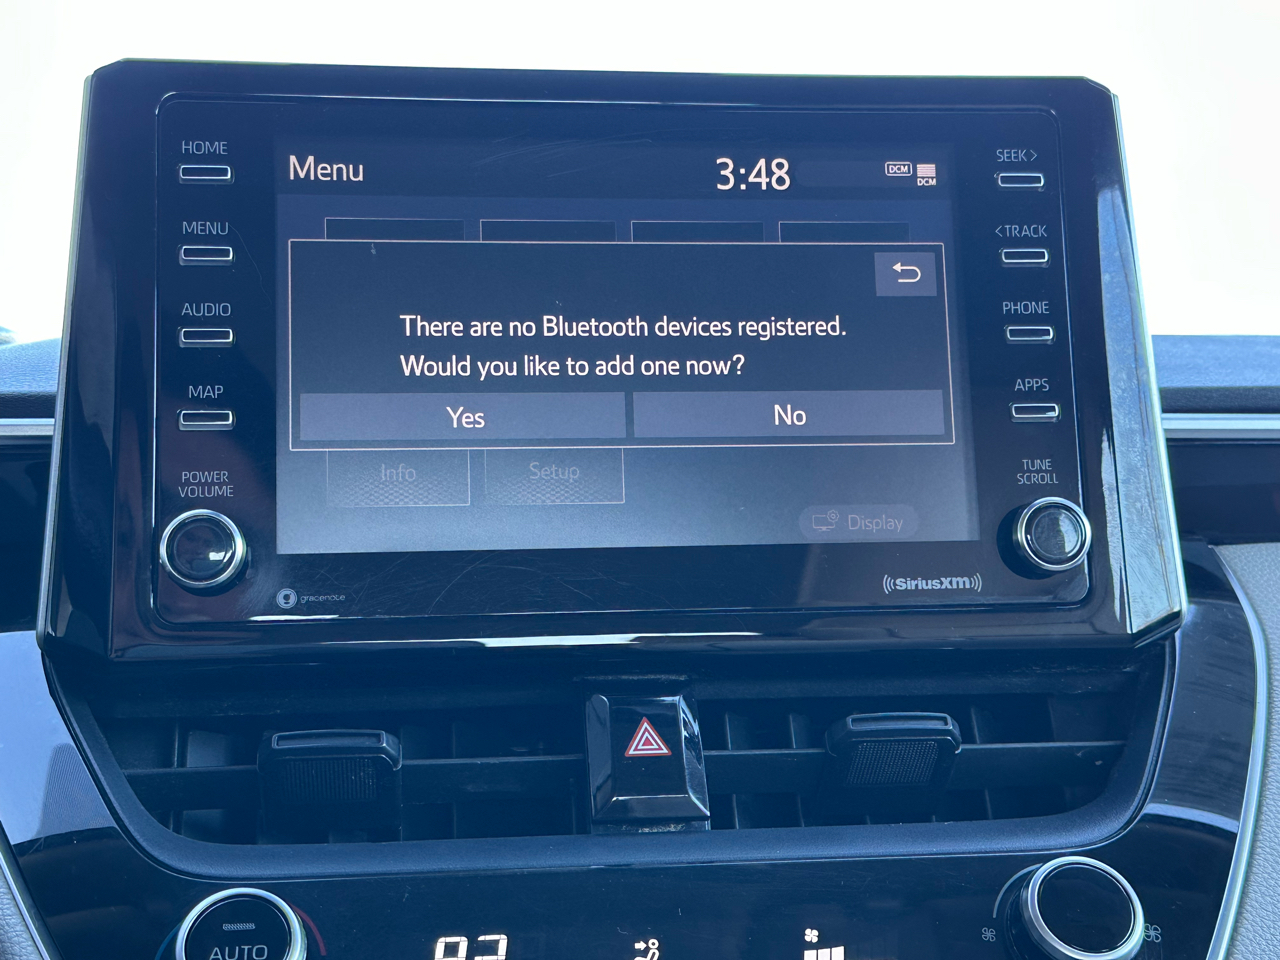 HOME
MENU
AUDIO
MAP
POWER
VOLUME
Menu
3:48
DCM
DCM
There are no Bluetooth devices registered.
Would you like to add one now?
Yes
No
Info
Setup
Display
gracenote
SiriusXM
SEEK >
< TRACK
PHONE
APPS
TUNE
SCROLL
AUTO